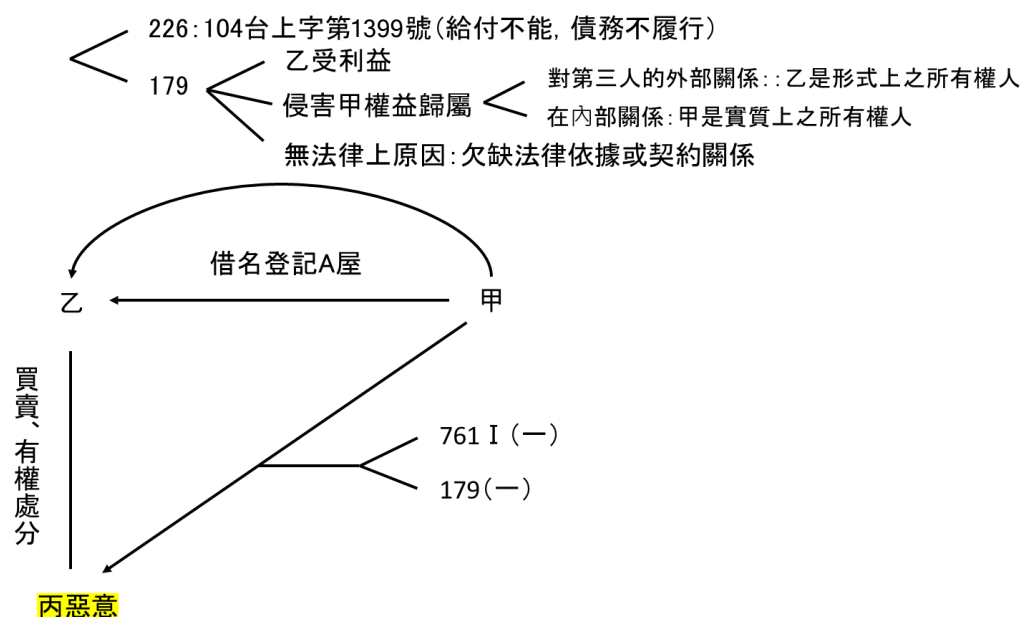 226:104台上字第1399號(給付不能, 債務不履行)
179
乙受利益
侵害甲權益歸屬
對第三人的外部關係::乙是形式上之所有權人
在內部關係:甲是實質上之所有權人
無法律上原因:欠缺法律依據或契約關係
借名登記A屋
乙
甲
買賣、有權處分
761Ⅰ(一)
179(一)
丙惡意